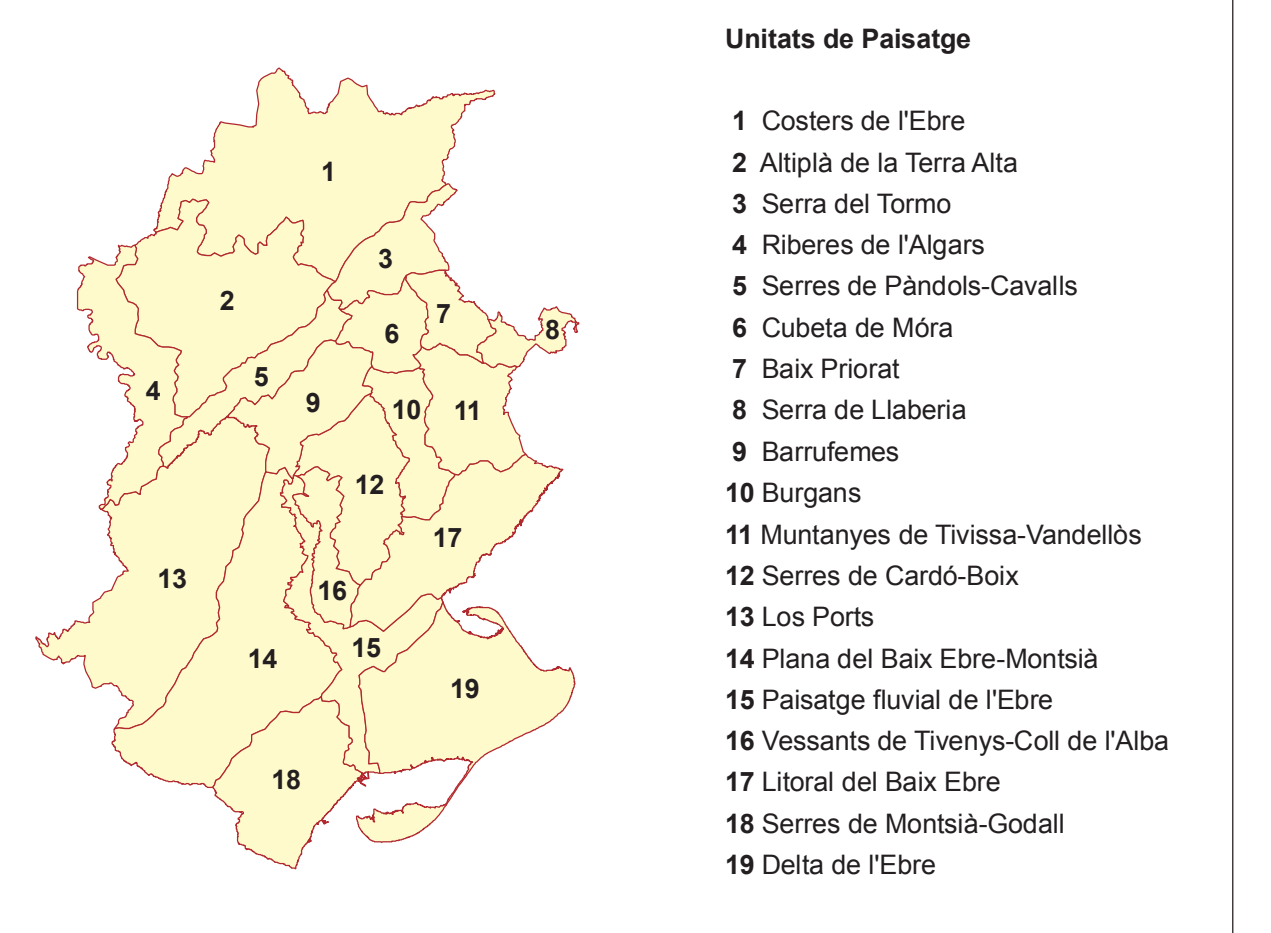 Unitats de Paisatge
1 Costers de l'Ebre
2 Altiplà de la Terra Alta
3 Serra del Tormo
4 Riberes de l'Algars
5 Serres de Pàndols-Cavalls
6 Cubeta de Móra
7 Baix Priorat
8 Serra de Llaberia
9 Barrufemes
10 Burgans
11 Muntanyes de Tivissa-Vandellòs
12 Serres de Cardó-Boix
13 Los Ports
14 Plana del Baix Ebre-Montsià
15 Paisatge fluvial de l'Ebre
16 Vessants de Tivenys-Coll de l'Alba
17 Litoral del Baix Ebre
18 Serres de Montsià-Godall
19 Delta de l'Ebre
1
3
2
7
8
6
5
4
9
10
11
12
17
13
16
15
14
19
18